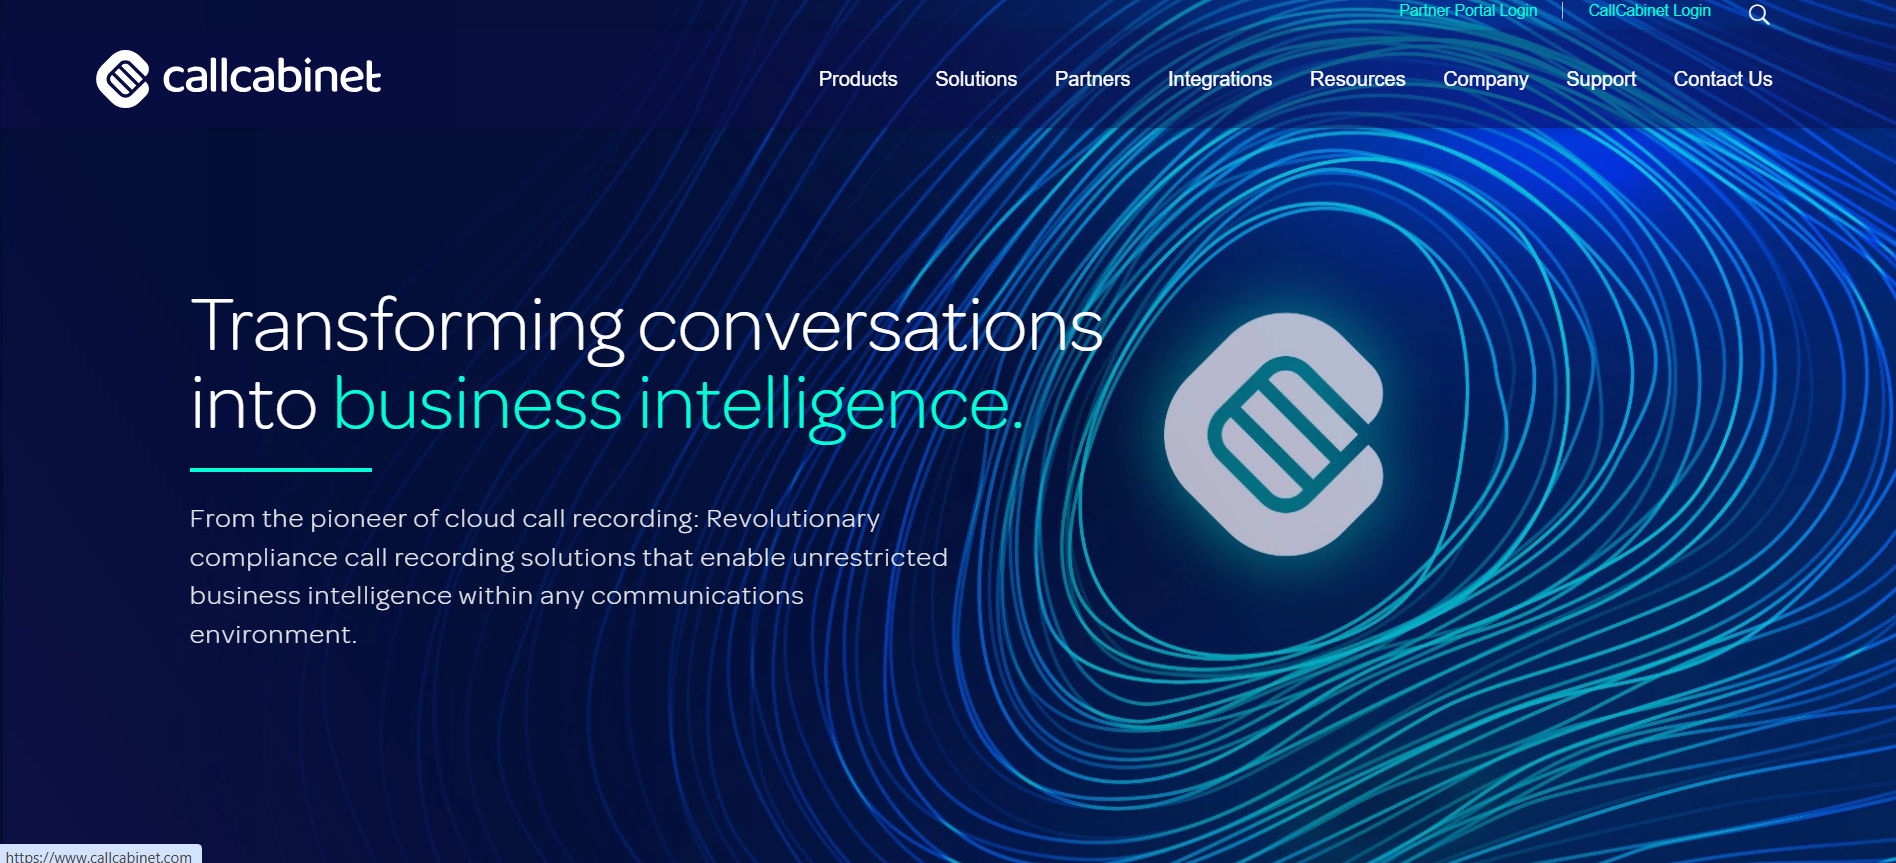 Partner Portal Login
CallCabinet Login
callcabinet
Products
Solutions
Partners
Integrations
Resources
Company
Support
Contact Us
Transforming conversations
into business intelligence.
From the pioneer of cloud call recording: Revolutionary
compliance call recording solutions that enable unrestricted
business intelligence within any communications
environment.
https://www.callcabinet.com